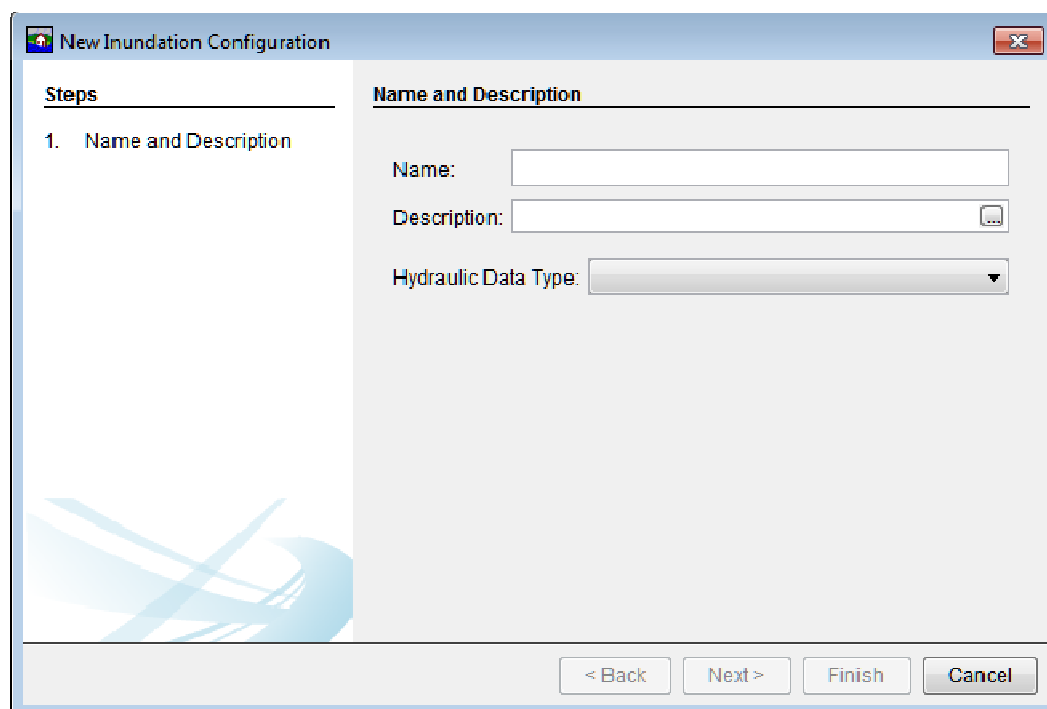 New Inundation Configuration
Steps
1. Name and Description
Name and Description
Name:
Description:
...
Hydraulic Data Type:
< Back Next > Finish Cancel